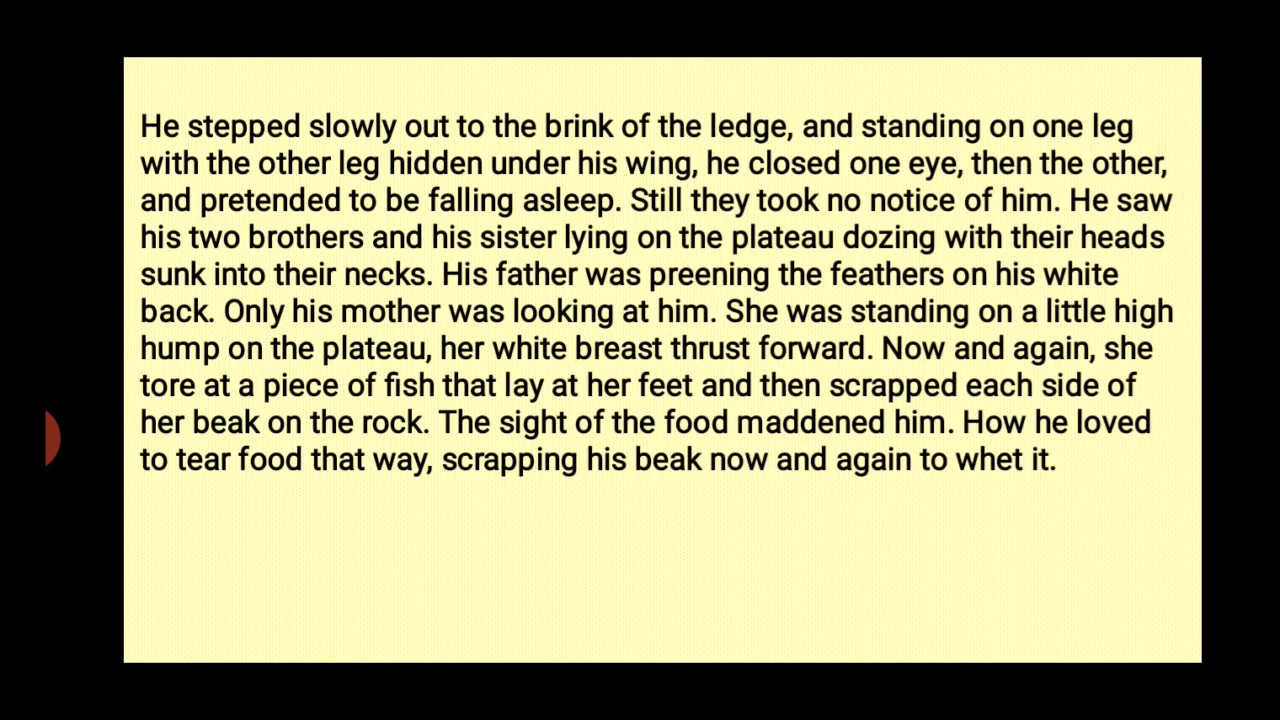 He stepped slowly out to the brink of the ledge, and standing on one leg
with the other leg hidden under his wing, he closed one eye, then the other,
and pretended to be falling asleep. Still they took no notice of him. He saw
his two brothers and his sister lying on the plateau dozing with their heads
sunk into their necks. His father was preening the feathers on his white
back. Only his mother was looking at him. She was standing on a little high
hump on the plateau, her white breast thrust forward. Now and again, she
tore at a piece of fish that lay at her feet and then scrapped each side of
her beak on the rock. The sight of the food maddened him. How he loved
to tear food that way, scrapping his beak now and again to whet it.